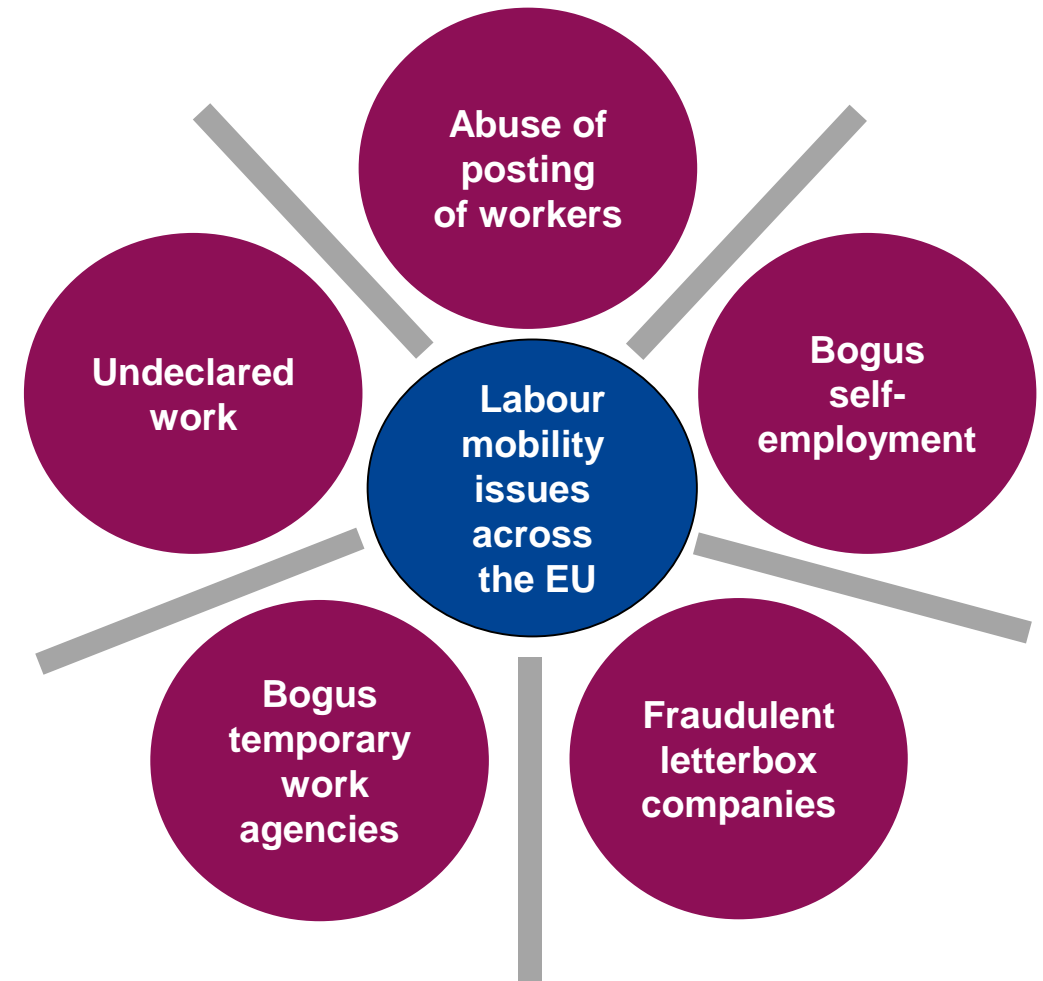 Abuse of
posting
of workers
Undeclared
work
Bogus
self-
employment
Labour
mobility
issues
across
the EU
Bogus
temporary
work
agencies
Fraudulent
letterbox
companies